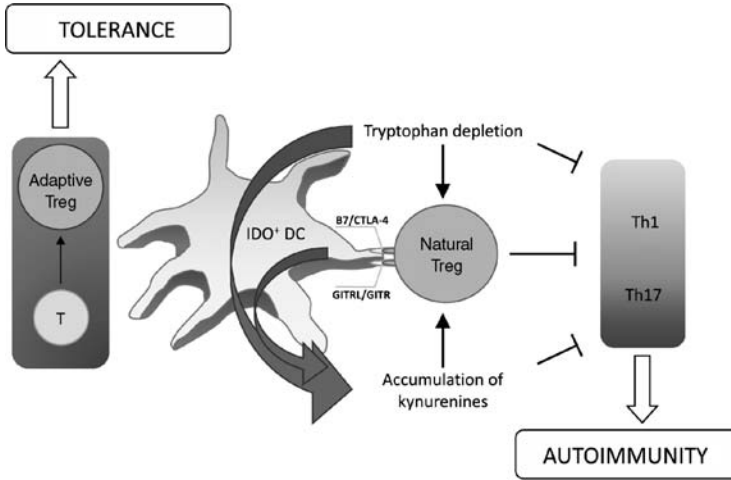 TOLERANCE
Adaptive
Treg
T
IDO⁺ DC
Tryptophan depletion
B7/CTLA-4
GITRL/GITR
Natural
Treg
Accumulation of
kynurenines
Th1
Th17
AUTOIMMUNITY